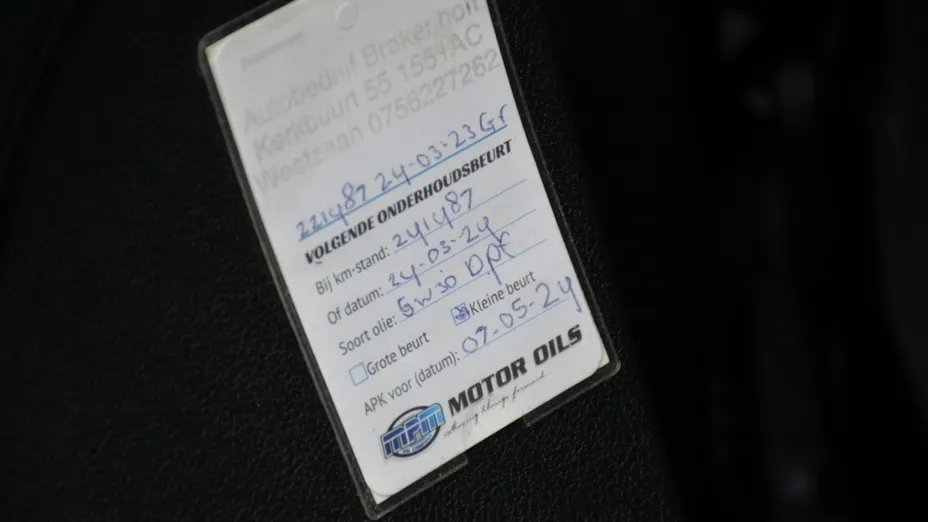 Autobedrijf Brakenhoff
Kerkbuurt 55 1551AC
Westzaan 0756227262
221487 24-03-23 Gr
VOLGENDE ONDERHOUDSBEURT
Bij km-stand: 241487
Of datum: 24-03-24
Soort olie: 5w30 Dpf
Grote beurt Kleine beurt
APK voor (datum): 07-05-24
MPM MOTOR OILS